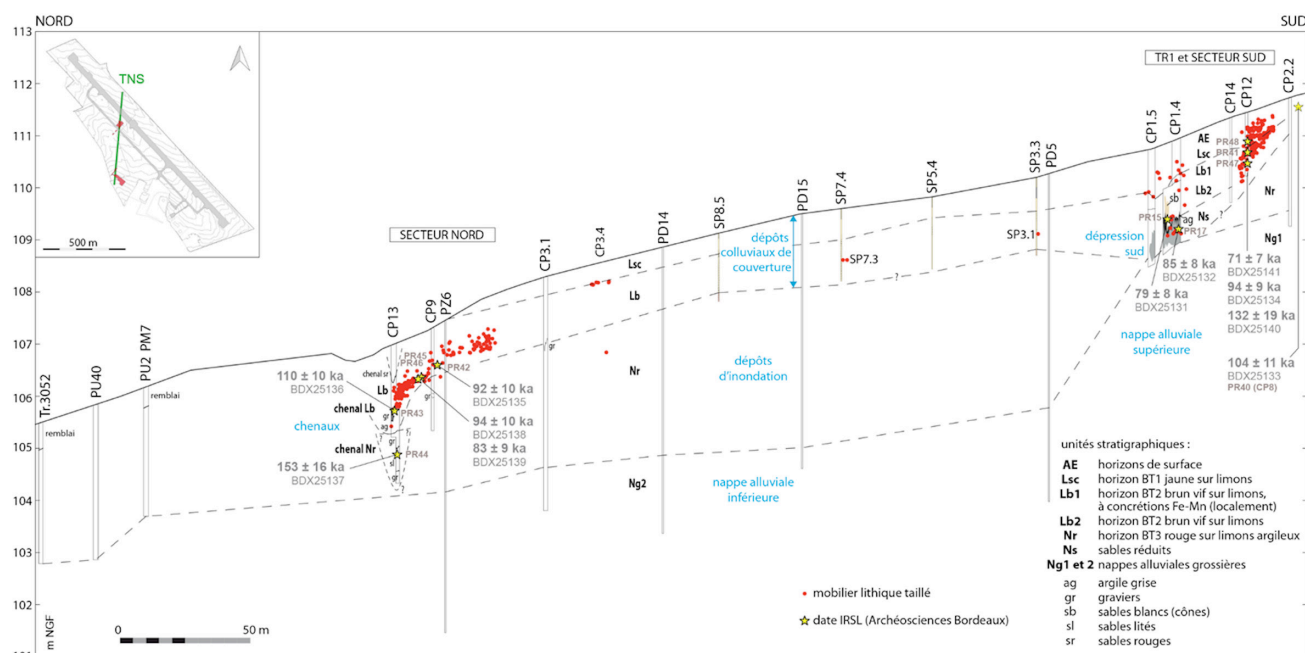 NORD
SUD
113
112
111
110
109
108
107
106
105
104
103
102
m NGF
TNS
500 m
SECTEUR NORD
TR1 et SECTEUR SUD
Tr.3052
PU40
PU2 PM7
CP13
CP9
PZ6
CP3.1
CP3.4
PD14
SP8.5
PD15
SP7.4
SP5.4
SP3.3
PD5
CP1.5
CP1.4
CP14
CP12
CP2.2
remblai
remblai
chenal sr
Lb
chenal Lb
gr
ag
chenal Nr
gr
sl
gr
?
chenaux
PR45
PR46
PR42
PR43
PR44
gr
gr
110 ± 10 ka
BDX25136
153 ± 16 ka
BDX25137
92 ± 10 ka
BDX25135
94 ± 10 ka
BDX25138
83 ± 9 ka
BDX25139
Lsc
Lb
Nr
Ng2
dépôts
colluviaux de
couverture
SP7.3
SP3.1
?
dépôts
d'inondation
nappe alluviale
inférieure
dépression
sud
nappe alluviale
supérieure
AE
Lsc
Lb1
Lb2
Ns
Nr
Ng1
sb
ag
?
PR15
PR17
PR48
PR41
PR47
85 ± 8 ka
BDX25132
79 ± 8 ka
BDX25131
71 ± 7 ka
BDX25141
94 ± 9 ka
BDX25134
132 ± 19 ka
BDX25140
104 ± 11 ka
BDX25133
PR40 (CP8)
unités stratigraphiques :
AE horizons de surface
Lsc horizon BT1 jaune sur limons
Lb1 horizon BT2 brun vif sur limons,
à concrétions Fe-Mn (localement)
Lb2 horizon BT2 brun vif sur limons
Nr horizon BT3 rouge sur limons argileux
Ns sables réduits
Ng1 et 2 nappes alluviales grossières
ag argile grise
gr graviers
sb sables blancs (cônes)
sl sables lités
sr sables rouges
mobilier lithique taillé
date IRSL (Archéosciences Bordeaux)
0 50 m